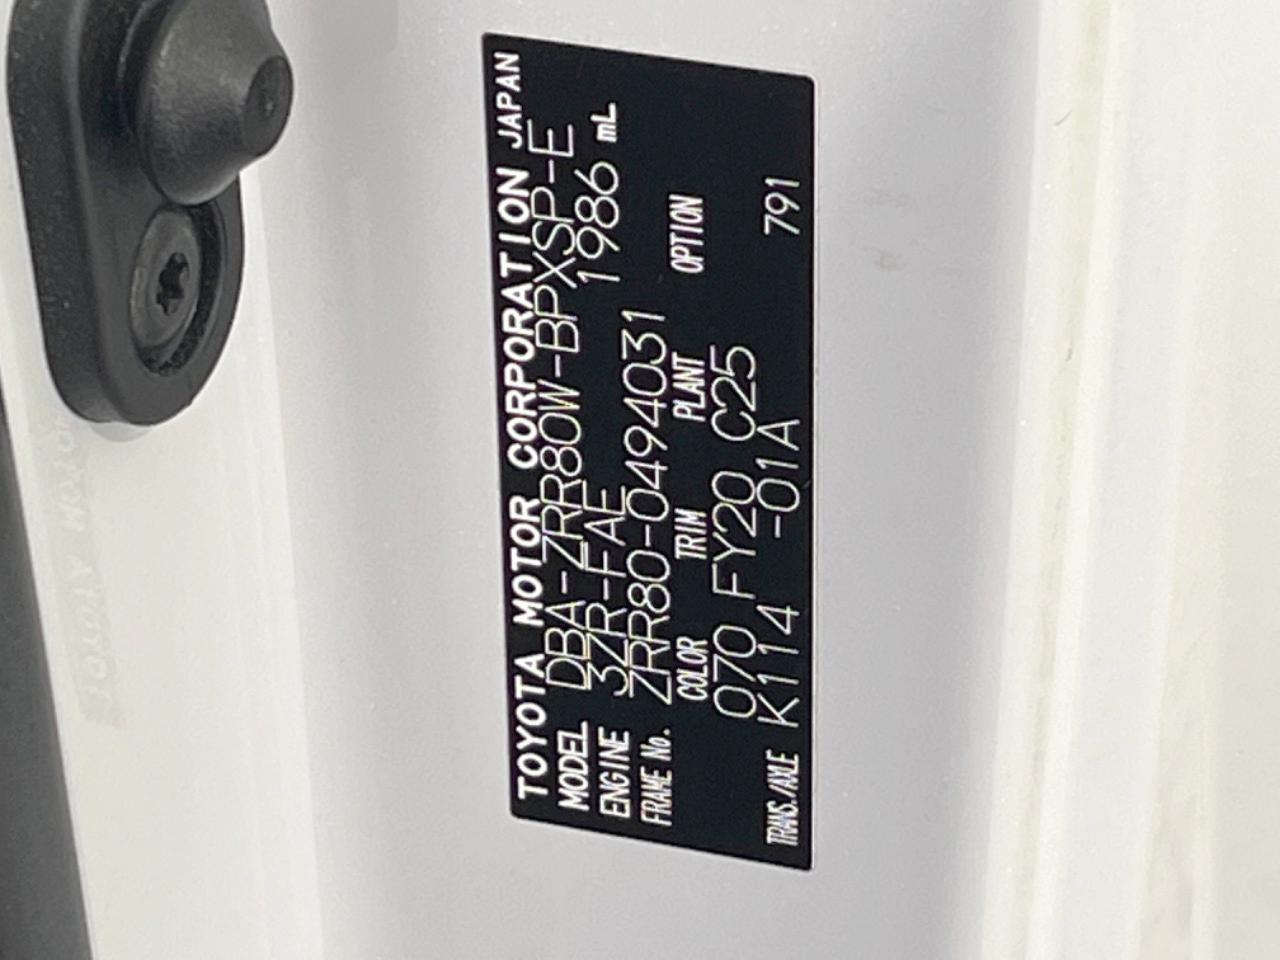 TOYOTA MOTOR CORPORATION JAPAN
MODEL DBA-ZRR80W-BPXSP-E
ENGINE 3ZR-FAE 1986 mL
FRAME No. ZRR80-0494031
COLOR TRIM PLANT OPTION
070 FY20 C25
TRANS./AXLE K114 -01A 791